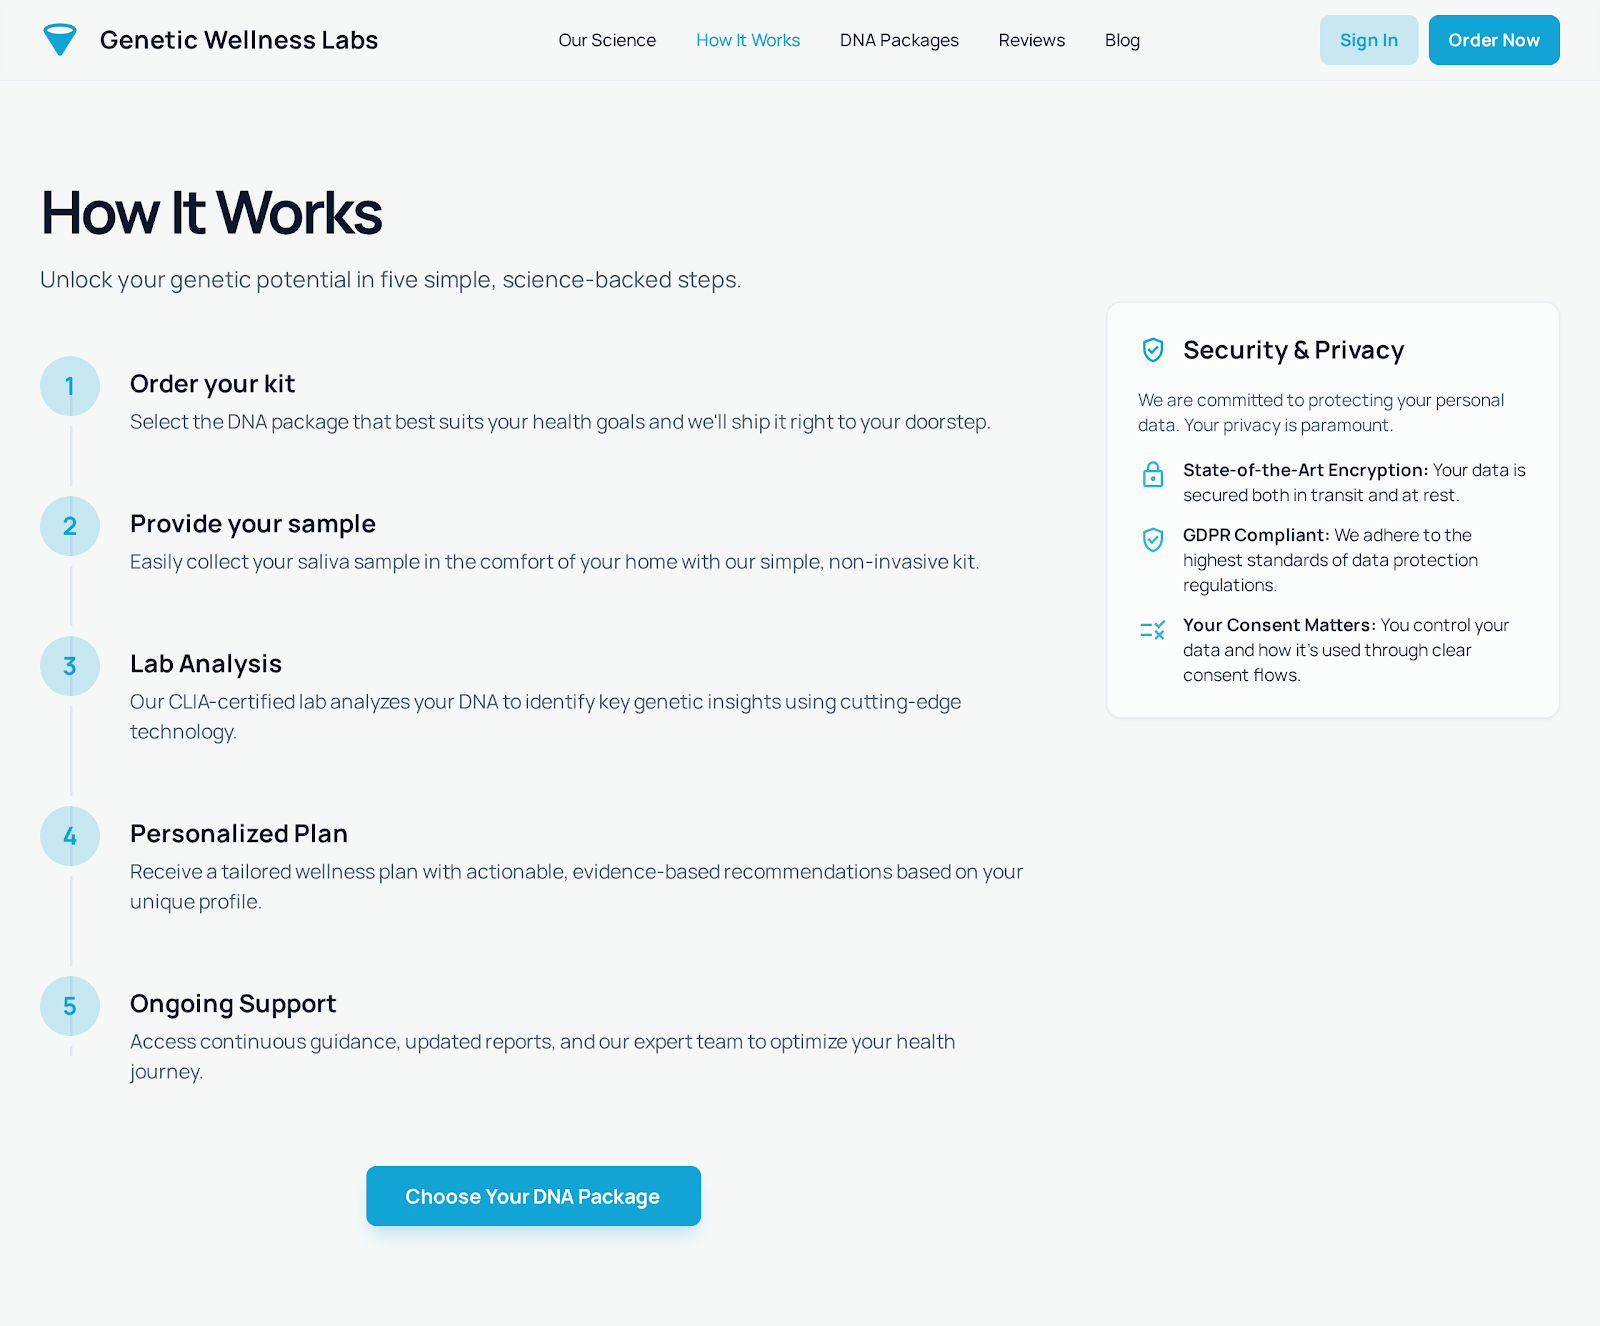 Genetic Wellness Labs
Our Science
How It Works
DNA Packages
Reviews
Blog
Sign In
Order Now
How It Works
Unlock your genetic potential in five simple, science-backed steps.
1
Order your kit
Select the DNA package that best suits your health goals and we'll ship it right to your doorstep.
2
Provide your sample
Easily collect your saliva sample in the comfort of your home with our simple, non-invasive kit.
3
Lab Analysis
Our CLIA-certified lab analyzes your DNA to identify key genetic insights using cutting-edge
technology.
4
Personalized Plan
Receive a tailored wellness plan with actionable, evidence-based recommendations based on your
unique profile.
5
Ongoing Support
Access continuous guidance, updated reports, and our expert team to optimize your health
journey.
Choose Your DNA Package
Security & Privacy
We are committed to protecting your personal
data. Your privacy is paramount.
State-of-the-Art Encryption: Your data is
secured both in transit and at rest.
GDPR Compliant: We adhere to the
highest standards of data protection
regulations.
Your Consent Matters: You control your
data and how it's used through clear
consent flows.